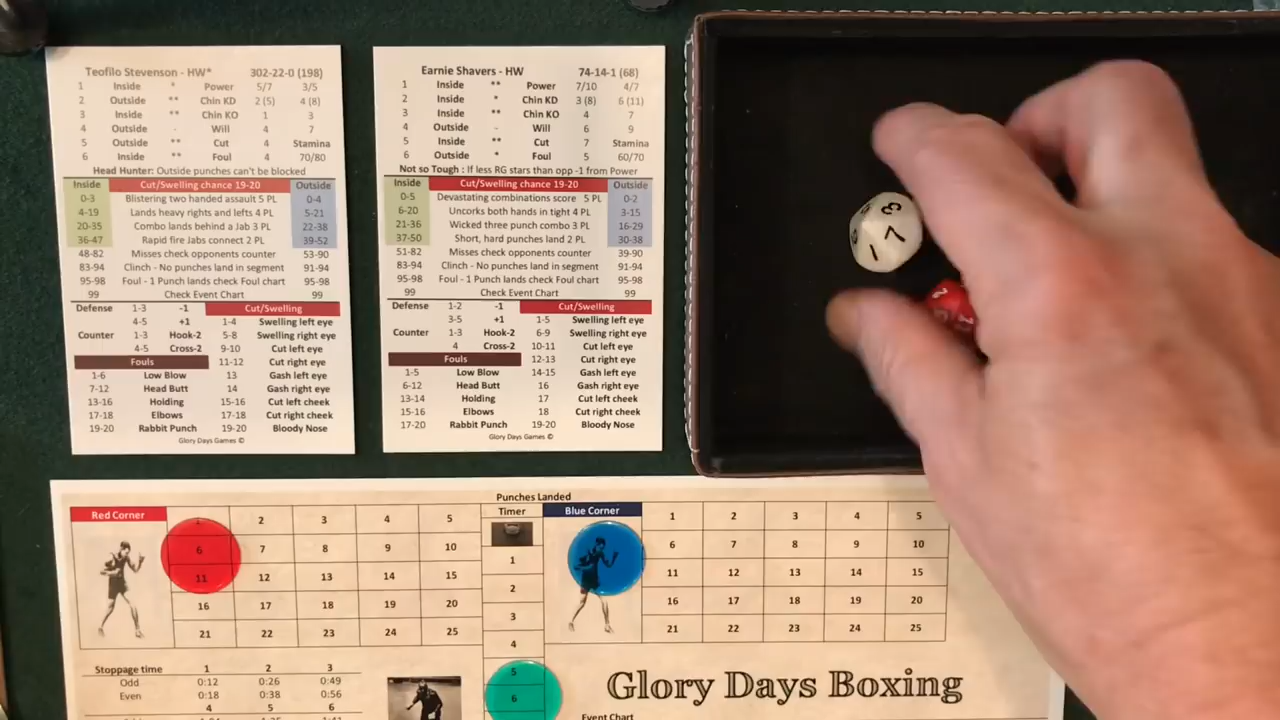 Teofilo Stevenson - HW* 302-22-0 (198)
1 Inside * Power 5/7 3/5
2 Outside ** Chin KD 2 (5) 4 (8)
3 Inside ** Chin KO 1 3
4 Outside - Will 4 7
5 Outside ** Cut 4 Stamina
6 Inside ** Foul 4 70/80
Head Hunter: Outside punches can't be blocked
Inside Cut/Swelling chance 19-20 Outside
0-3 Blistering two handed assault 5 PL 0-4
4-19 Lands heavy rights and lefts 4 PL 5-21
20-35 Combo lands behind a Jab 3 PL 22-38
36-47 Rapid fire Jabs connect 2 PL 39-52
48-82 Misses check opponents counter 53-90
83-94 Clinch - No punches land in segment 91-94
95-98 Foul - 1 Punch lands check Foul chart 95-98
99 Check Event Chart 99
Defense 1-3 -1 Cut/Swelling
4-5 +1 1-4 Swelling left eye
Counter 1-3 Hook-2 5-8 Swelling right eye
4-5 Cross-2 9-10 Cut left eye
Fouls 11-12 Cut right eye
1-6 Low Blow 13 Gash left eye
7-12 Head Butt 14 Gash right eye
13-16 Holding 15-16 Cut left cheek
17-18 Elbows 17-18 Cut right cheek
19-20 Rabbit Punch 19-20 Bloody Nose
Glory Days Games ©
Earnie Shavers - HW 74-14-1 (68)
1 Inside ** Power 7/10 4/7
2 Inside * Chin KD 3 (8) 6 (11)
3 Inside ** Chin KO 4 7
4 Outside - Will 6 9
5 Inside ** Cut 7 Stamina
6 Outside * Foul 5 60/70
Not so Tough : If less RG stars than opp -1 from Power
Inside Cut/Swelling chance 19-20 Outside
0-5 Devastating combinations score 5 PL 0-2
6-20 Uncorks both hands in tight 4 PL 3-15
21-36 Wicked three punch combo 3 PL 16-29
37-50 Short, hard punches land 2 PL 30-38
51-82 Misses check opponents counter 39-90
83-94 Clinch - No punches land in segment 91-94
95-98 Foul - 1 Punch lands check Foul chart 95-98
99 Check Event Chart 99
Defense 1-2 -1 Cut/Swelling
3-5 +1 1-5 Swelling left eye
Counter 1-3 Hook-2 6-9 Swelling right eye
4 Cross-2 10-11 Cut left eye
Fouls 12-13 Cut right eye
1-5 Low Blow 14-15 Gash left eye
6-12 Head Butt 16 Gash right eye
13-14 Holding 17 Cut left cheek
15-16 Elbows 18 Cut right cheek
17-20 Rabbit Punch 19-20 Bloody Nose
Glory Days Games ©
3
7
1
2
Punches Landed
Red Corner 1 2 3 4 5 Timer Blue Corner 1 2 3 4 5
6 7 8 9 10 6 7 8 9 10
11 12 13 14 15 1 11 12 13 14 15
16 17 18 19 20 2 16 17 18 19 20
21 22 23 24 25 3 21 22 23 24 25
4
5
6
Stoppage time 1 2 3
Odd 0:12 0:26 0:49
Even 0:18 0:38 0:56
4 5 6
Glory Days Boxing
Event Chart